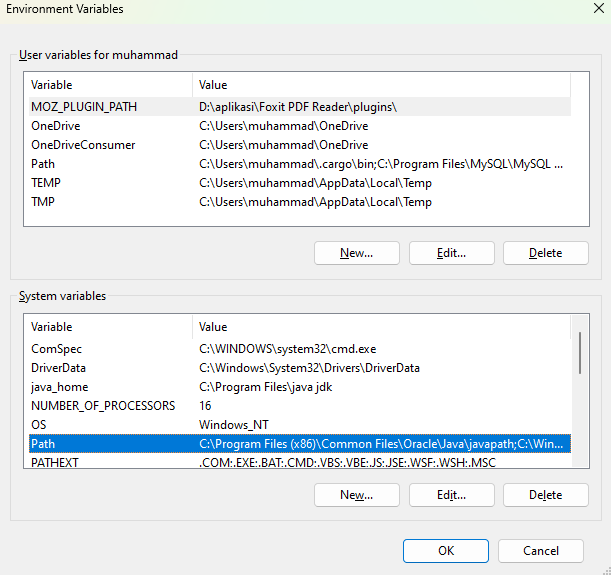 Environment Variables
User variables for muhammad
Variable Value
MOZ_PLUGIN_PATH D:\aplikasi\Foxit PDF Reader\plugins\
OneDrive C:\Users\muhammad\OneDrive
OneDriveConsumer C:\Users\muhammad\OneDrive
Path C:\Users\muhammad\.cargo\bin;C:\Program Files\MySQL\MySQL ...
TEMP C:\Users\muhammad\AppData\Local\Temp
TMP C:\Users\muhammad\AppData\Local\Temp
New... Edit... Delete
System variables
Variable Value
ComSpec C:\WINDOWS\system32\cmd.exe
DriverData C:\Windows\System32\Drivers\DriverData
java_home C:\Program Files\java jdk
NUMBER_OF_PROCESSORS 16
OS Windows_NT
Path C:\Program Files (x86)\Common Files\Oracle\Java\javapath;C:\Win...
PATHEXT .COM;.EXE;.BAT;.CMD;.VBS;.VBE;.JS;.JSE;.WSF;.WSH;.MSC
New... Edit... Delete
OK Cancel